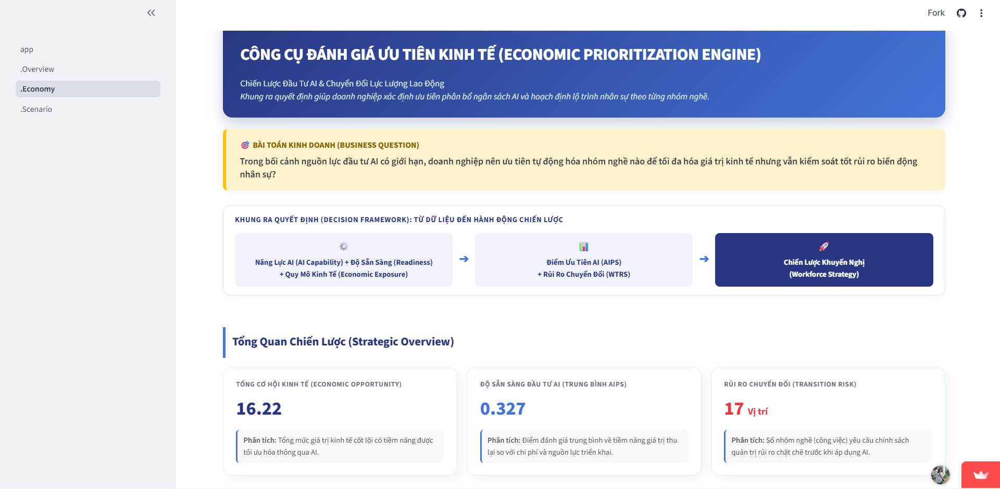 Fork
app
.Overview
.Economy
.Scenario
CÔNG CỤ ĐÁNH GIÁ ƯU TIÊN KINH TẾ (ECONOMIC PRIORITIZATION ENGINE)
Chiến Lược Đầu Tư AI & Chuyển Đổi Lực Lượng Lao Động
Khung ra quyết định giúp doanh nghiệp xác định ưu tiên phân bổ ngân sách AI và hoạch định lộ trình nhân sự theo từng nhóm nghề.
BÀI TOÁN KINH DOANH (BUSINESS QUESTION)
Trong bối cảnh nguồn lực đầu tư AI có giới hạn, doanh nghiệp nên ưu tiên tự động hóa nhóm nghề nào để tối đa hóa giá trị kinh tế nhưng vẫn kiểm soát tốt rủi ro biến động
nhân sự?
KHUNG RA QUYẾT ĐỊNH (DECISION FRAMEWORK): TỪ DỮ LIỆU ĐẾN HÀNH ĐỘNG CHIẾN LƯỢC
Năng Lực AI (AI Capability) + Độ Sẵn Sàng (Readiness)
+ Quy Mô Kinh Tế (Economic Exposure)
Điểm Ưu Tiên AI (AIPS)
+ Rủi Ro Chuyển Đổi (WTRS)
Chiến Lược Khuyến Nghị
(Workforce Strategy)
Tổng Quan Chiến Lược (Strategic Overview)
TỔNG CƠ HỘI KINH TẾ (ECONOMIC OPPORTUNITY)
16.22
Phân tích: Tổng mức giá trị kinh tế cốt lõi có tiềm năng được
tối ưu hóa thông qua AI.
ĐỘ SẴN SÀNG ĐẦU TƯ AI (TRUNG BÌNH AIPS)
0.327
Phân tích: Điểm đánh giá trung bình về tiềm năng giá trị thu
lại so với chi phí và nguồn lực triển khai.
RỦI RO CHUYỂN ĐỔI (TRANSITION RISK)
17 Vị trí
Phân tích: Số nhóm nghề (công việc) yêu cầu chính sách
quản trị rủi ro chặt chẽ trước khi áp dụng AI.